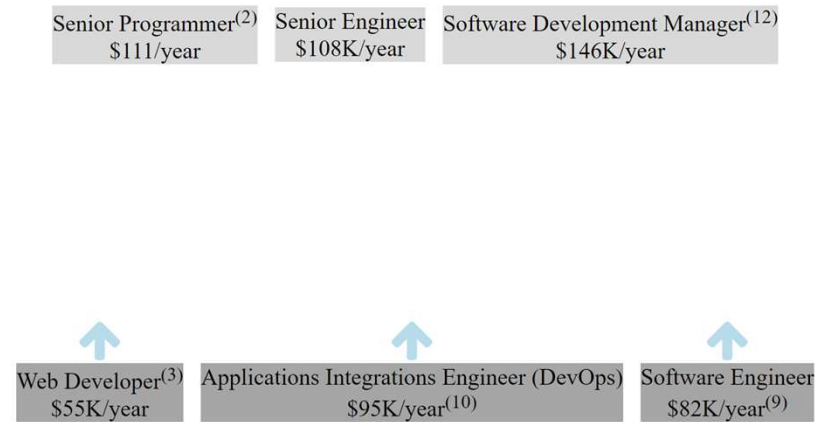 Senior Programmer(2)
$111/year
Senior Engineer
$108K/year
Software Development Manager(12)
$146K/year
Web Developer(3)
$55K/year
Applications Integrations Engineer (DevOps)
$95K/year(10)
Software Engineer
$82K/year(9)